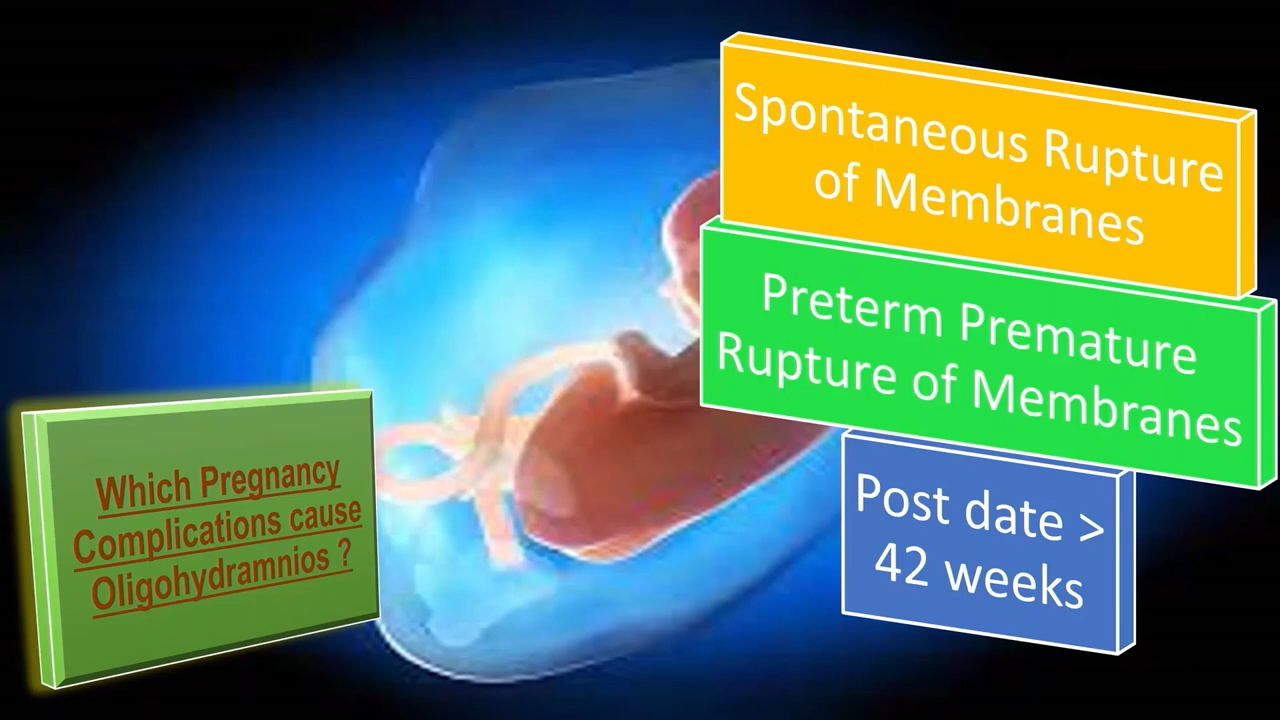 Which Pregnancy
Complications cause
Oligohydramnios ?
Spontaneous Rupture
of Membranes
Preterm Premature
Rupture of Membranes
Post date >
42 weeks